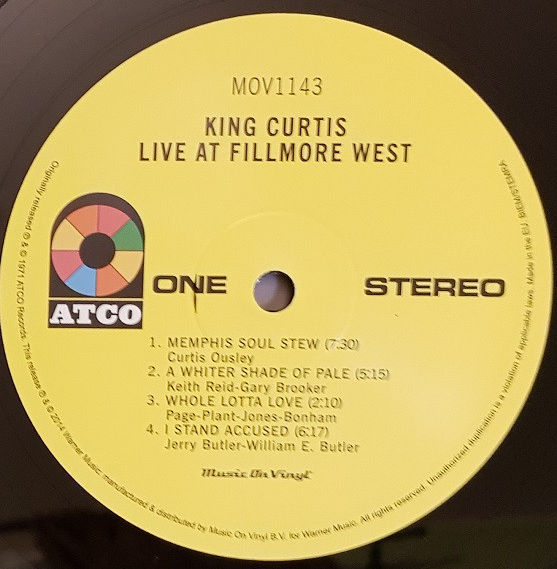 MOV1143
KING CURTIS
LIVE AT FILLMORE WEST
ATCO
ONE
STEREO
1. MEMPHIS SOUL STEW (7:30)
Curtis Ousley
2. A WHITER SHADE OF PALE (5:15)
Keith Reid-Gary Brooker
3. WHOLE LOTTA LOVE (2:10)
Page-Plant-Jones-Bonham
4. I STAND ACCUSED (6:17)
Jerry Butler-William E. Butler
Music On Vinyl
Originally released ℗ & © 1971 ATCO Records. This release ℗ & © 2014 Warner Music, manufactured & distributed by Music On Vinyl B.V. for Warner Music. All rights reserved. Unauthorized duplication is a violation of applicable laws. Made in the EU. BIEM/STEMRA